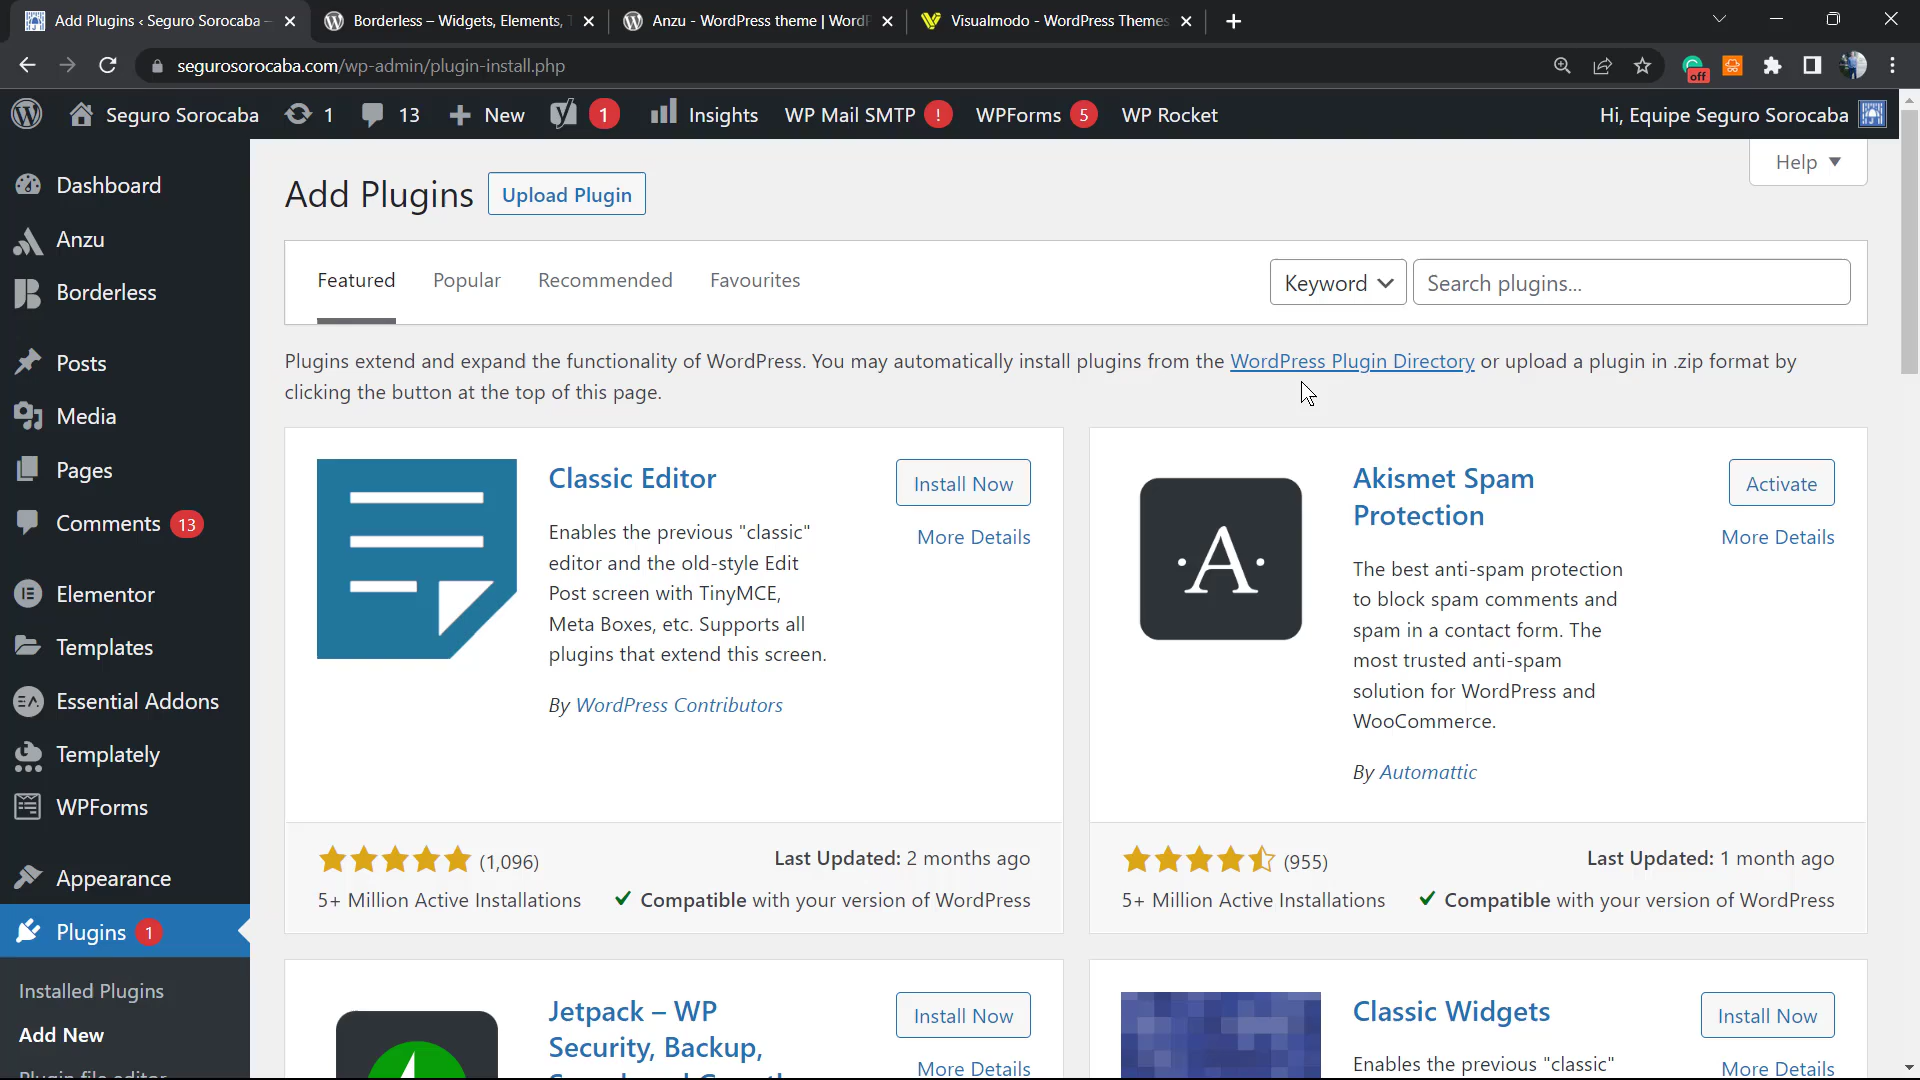 Add Plugins ‹ Seguro Sorocaba –
Borderless – Widgets, Elements,
Anzu - WordPress theme | Word
Visualmodo - WordPress Themes
segurosorocaba.com/wp-admin/plugin-install.php
off
Seguro Sorocaba
1
13
New
1
Insights
WP Mail SMTP
!
WPForms
5
WP Rocket
Hi, Equipe Seguro Sorocaba
Dashboard
Anzu
Borderless
Posts
Media
Pages
Comments 13
Elementor
Templates
Essential Addons
Templately
WPForms
Appearance
Plugins 1
Installed Plugins
Add New
Plugin file editor
Help
Add Plugins
Upload Plugin
Featured
Popular
Recommended
Favourites
Keyword
Search plugins...
Plugins extend and expand the functionality of WordPress. You may automatically install plugins from the WordPress Plugin Directory or upload a plugin in .zip format by
clicking the button at the top of this page.
Classic Editor
Install Now
More Details
Enables the previous "classic"
editor and the old-style Edit
Post screen with TinyMCE,
Meta Boxes, etc. Supports all
plugins that extend this screen.
By WordPress Contributors
(1,096)
Last Updated: 2 months ago
5+ Million Active Installations
Compatible with your version of WordPress
·A·
Akismet Spam
Protection
Activate
More Details
The best anti-spam protection
to block spam comments and
spam in a contact form. The
most trusted anti-spam
solution for WordPress and
WooCommerce.
By Automattic
(955)
Last Updated: 1 month ago
5+ Million Active Installations
Compatible with your version of WordPress
Jetpack – WP
Security, Backup,
Install Now
More Details
Classic Widgets
Install Now
Enables the previous "classic"
More Details